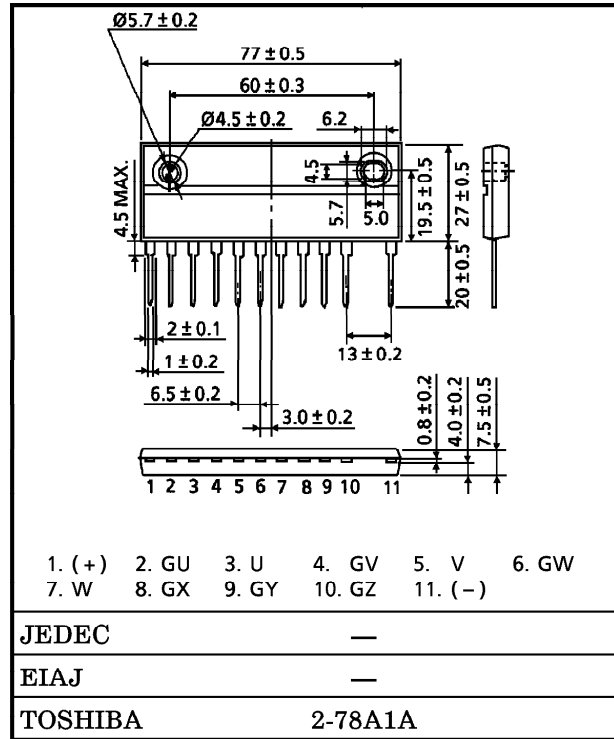 Ø5.7 ± 0.2
77 ± 0.5
60 ± 0.3
Ø4.5 ± 0.2
6.2
4.5
5.7
5.0
4.5 MAX.
19.5 ± 0.5
27 ± 0.5
20 ± 0.5
2 ± 0.1
1 ± 0.2
13 ± 0.2
6.5 ± 0.2
3.0 ± 0.2
0.8 ± 0.2
4.0 ± 0.2
7.5 ± 0.5
1 2 3 4 5 6 7 8 9 10 11
1. (+) 2. GU 3. U 4. GV 5. V 6. GW
7. W 8. GX 9. GY 10. GZ 11. (−)
JEDEC —
EIAJ —
TOSHIBA 2-78A1A